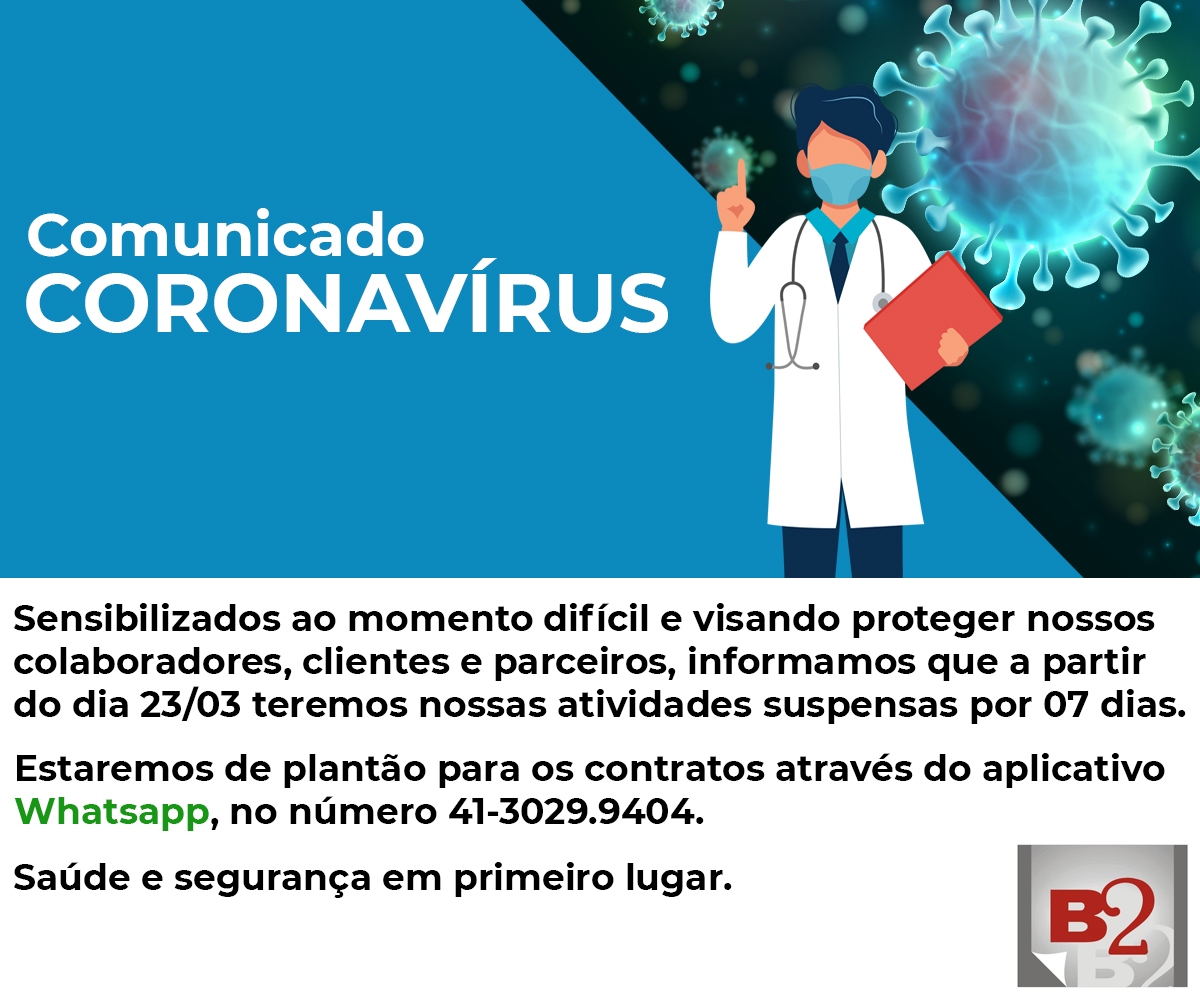 Comunicado
CORONAVÍRUS
Sensibilizados ao momento difícil e visando proteger nossos
colaboradores, clientes e parceiros, informamos que a partir
do dia 23/03 teremos nossas atividades suspensas por 07 dias.
Estaremos de plantão para os contratos através do aplicativo
Whatsapp, no número 41-3029.9404.
Saúde e segurança em primeiro lugar.
B2
B2